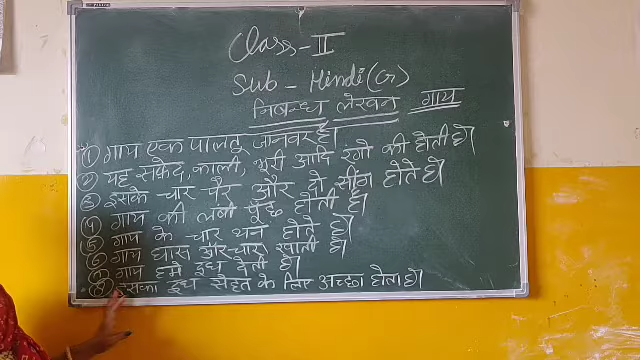 Class - II
Sub - Hindi (G)
निबन्ध लेखन गाय
(1) गाय एक पालतू जानवर है।
(2) यह सफेद, काली, भूरी आदि रंगो की होती है।
(3) इसके चार पैर और दो सींग होते है।
(4) गाय की लंबी पूँछ होती है।
(5) गाय के चार थन होते है।
(6) गाय घास और चारा खाती है।
(7) गाय हमे दूध देती है।
(8) इसका दूध सेहत के लिए अच्छा होता है।